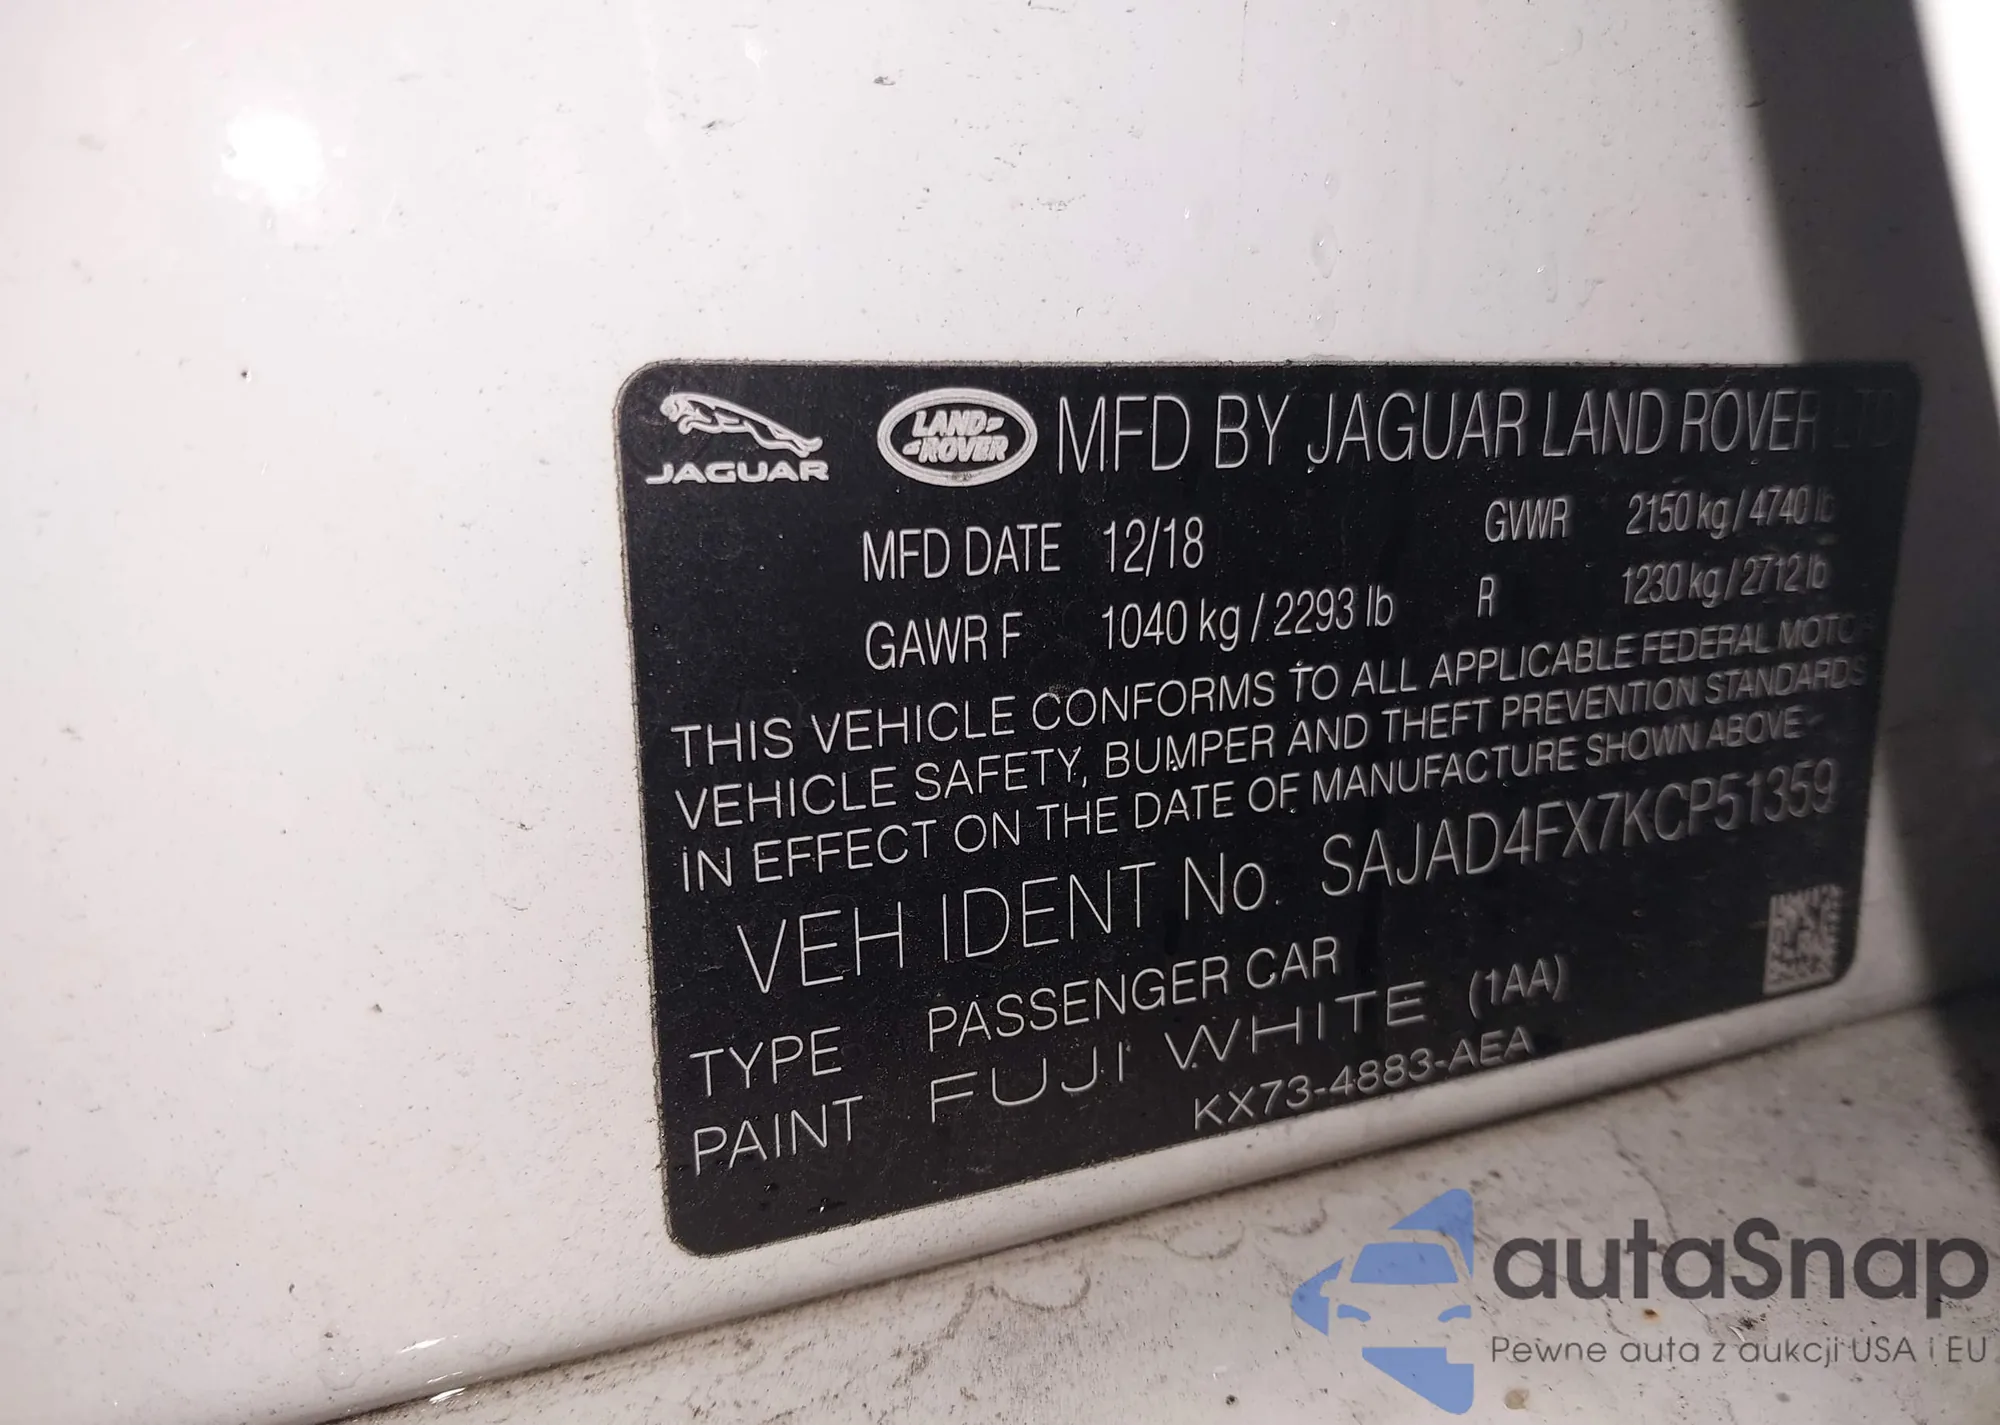 JAGUAR LAND ROVER MFD BY JAGUAR LAND ROVER LTD
MFD DATE 12/18 GVWR 2150 kg / 4740 lb
GAWR F 1040 kg / 2293 lb R 1230 kg / 2712 lb
THIS VEHICLE CONFORMS TO ALL APPLICABLE FEDERAL MOTOR
VEHICLE SAFETY, BUMPER AND THEFT PREVENTION STANDARDS
IN EFFECT ON THE DATE OF MANUFACTURE SHOWN ABOVE
VEH IDENT No. SAJAD4FX7KCP51359
TYPE PASSENGER CAR
PAINT FUJI WHITE (1AA)
KX73-4883-AEA
autaSnap
Pewne auta z aukcji USA i EU